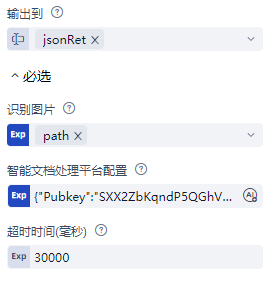 输出到
jsonRet
必选
识别图片
Exp path
智能文档处理平台配置
Exp {"Pubkey":"SXX2ZbKqndP5QGhV...
超时时间(毫秒)
Exp 30000